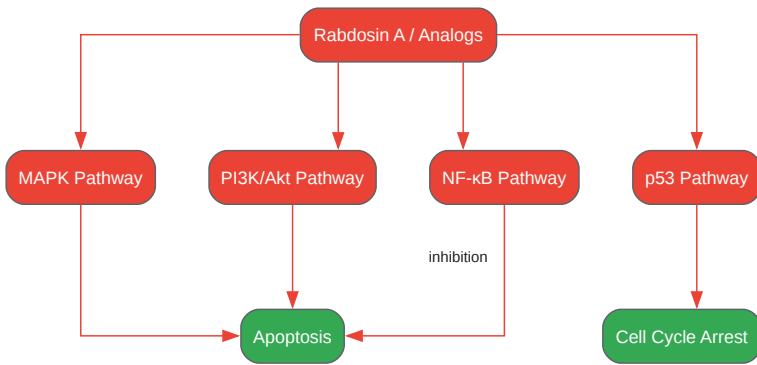 Rabdosin A / Analogs
MAPK Pathway
PI3K/Akt Pathway
NF-κB Pathway
p53 Pathway
inhibition
Apoptosis
Cell Cycle Arrest